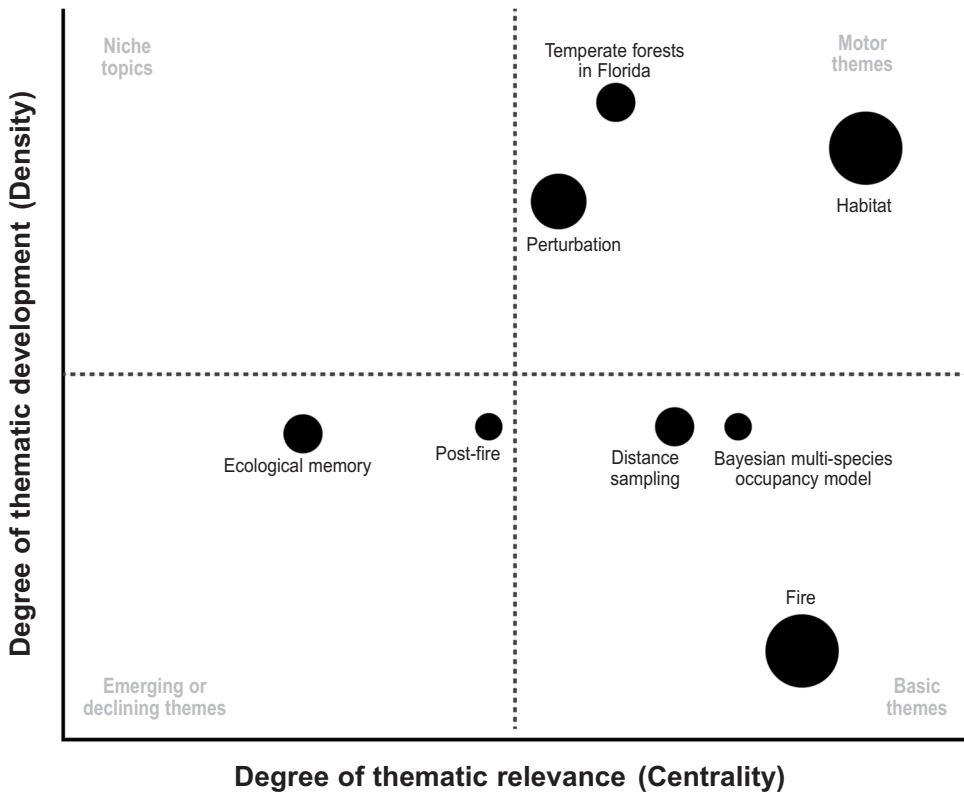 Niche
topics
Temperate forests
in Florida
Motor
themes
Habitat
Perturbation
Degree of thematic development (Density)
Ecological memory
Post-fire
Distance
sampling
Bayesian multi-species
occupancy model
Fire
Emerging or
declining themes
Basic
themes
Degree of thematic relevance (Centrality)